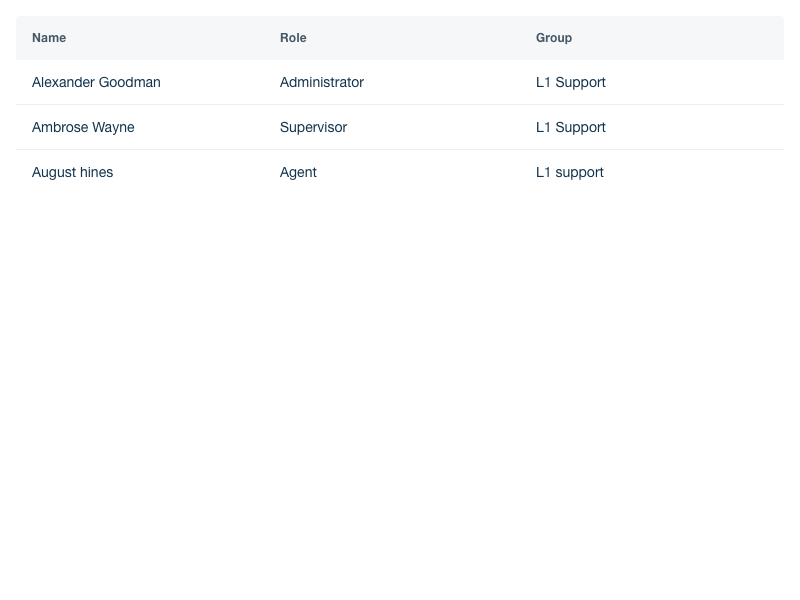 Name Role Group
Alexander Goodman Administrator L1 Support
Ambrose Wayne Supervisor L1 Support
August hines Agent L1 support